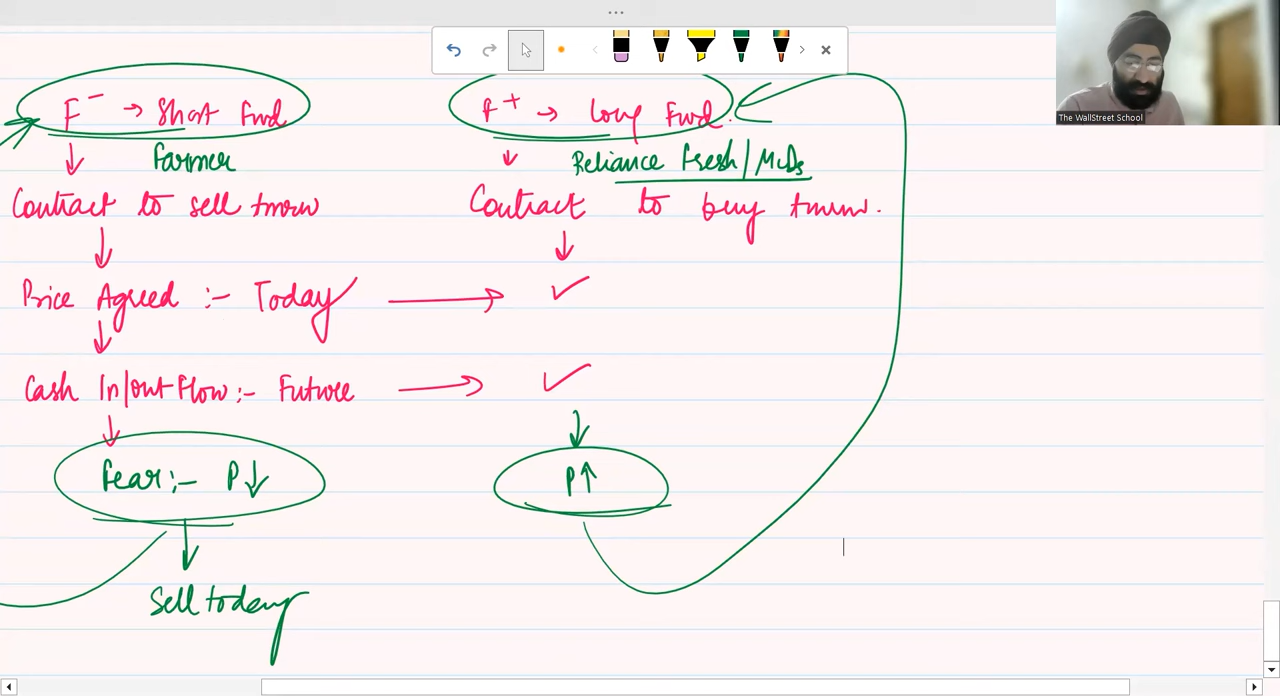 F⁻ → Short Fwd
F⁺ → Long Fwd.
The WallStreet School
Farmer
Reliance Fresh/McDs
Contract to sell tmrw
Contract to buy tmrw.
Price Agreed :- Today → ✓
Cash In/out Flow :- Future → ✓
Fear :- P↓
P↑
Sell today